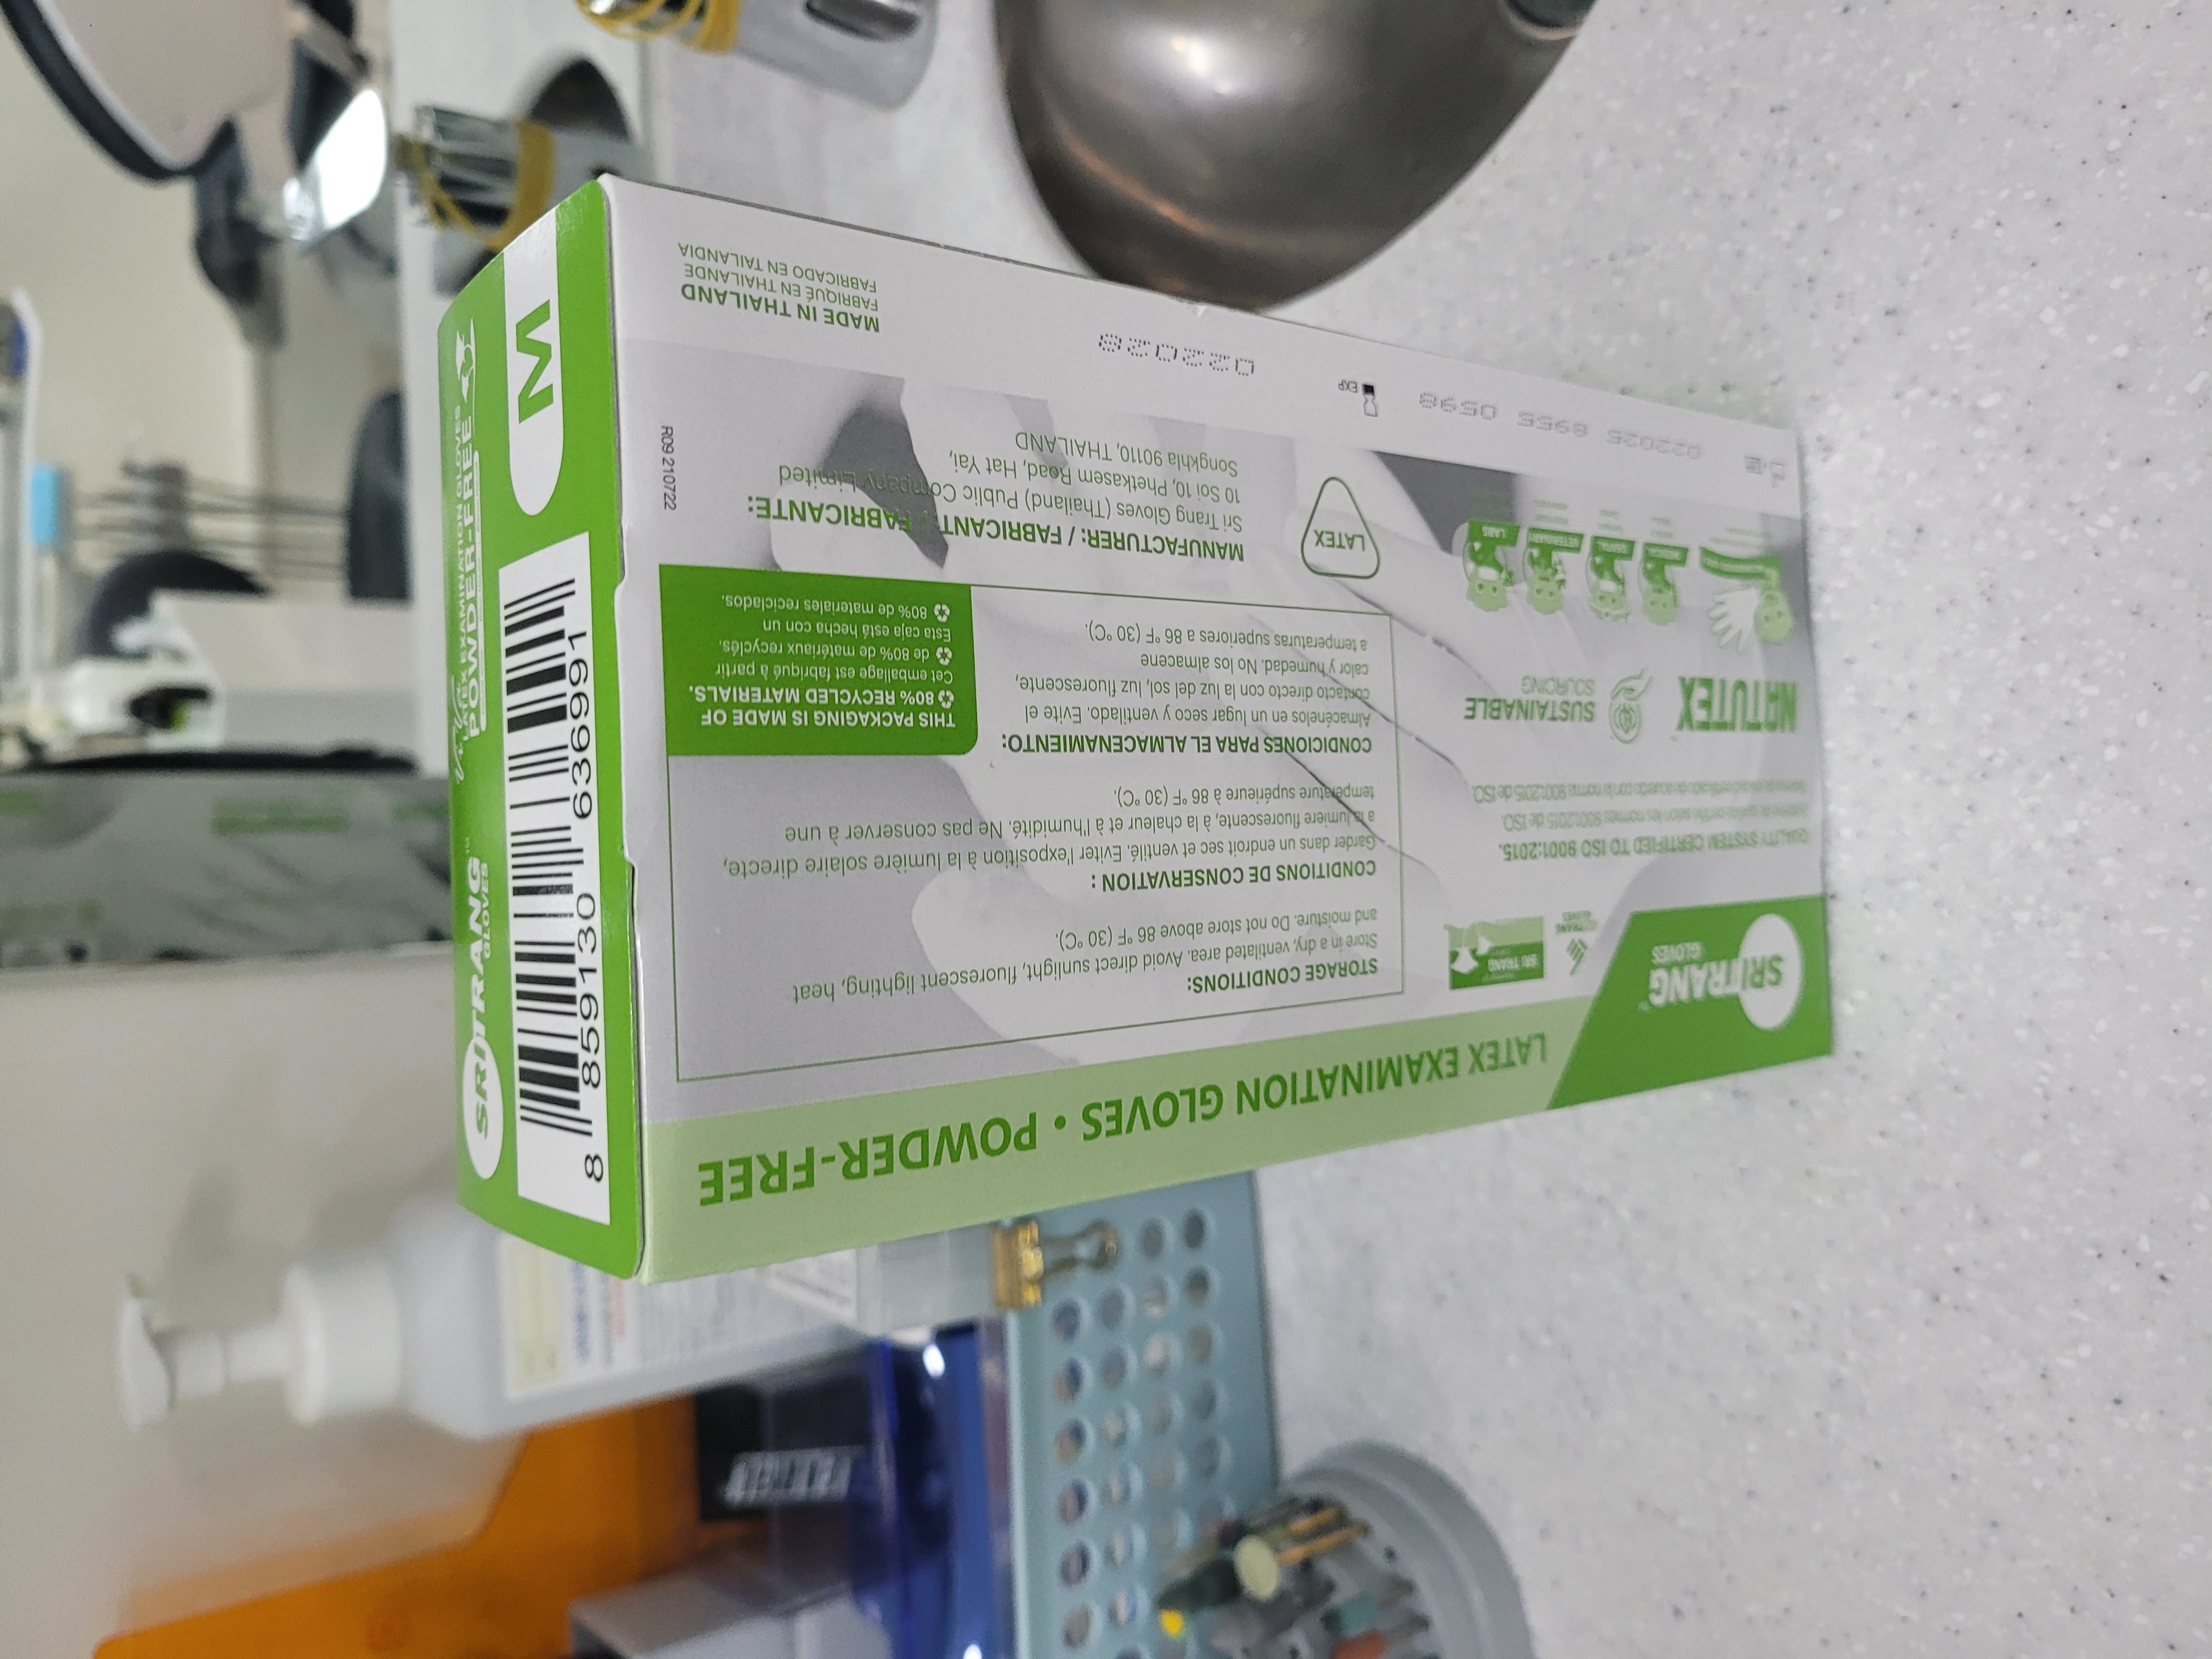 SRITRANG
GLOVES
LATEX EXAMINATION GLOVES
POWDER-FREE
8 859130 636991
M
LATEX EXAMINATION GLOVES • POWDER-FREE
SRITRANG
GLOVES
SRI TRANG
QUALITY SYSTEM CERTIFIED TO ISO 9001:2015.
NATUTEX
SUSTAINABLE
SOURCING
LABS
STORAGE CONDITIONS:
Store in a dry, ventilated area. Avoid direct sunlight, fluorescent lighting, heat
and moisture. Do not store above 86 °F (30 °C).
CONDITIONS DE CONSERVATION :
Garder dans un endroit sec et ventilé. Eviter l'exposition à la lumière solaire directe,
a la lumiere fluorescente, à la chaleur et à l'humidité. Ne pas conserver à une
température supérieure à 86 °F (30 °C).
CONDICIONES PARA EL ALMACENAMIENTO:
Almacénelos en un lugar seco y ventilado. Evite el
contacto directo con la luz del sol, luz fluorescente,
calor y humedad. No los almacene
a temperaturas superiores a 86 °F (30 °C).
THIS PACKAGING IS MADE OF
80% RECYCLED MATERIALS.
Cet emballage est fabriqué à partir
de 80% de matériaux recyclés.
Esta caja está hecha con un
80% de materiales reciclados.
LATEX
MANUFACTURER: / FABRICANT: / FABRICANTE:
Sri Trang Gloves (Thailand) Public Company Limited
10 Soi 10, Phetkasem Road, Hat Yai,
Songkhla 90110, THAILAND
R09 210722
022025 8955 0598
EXP
022028
MADE IN THAILAND
FABRIQUÉ EN THAÏLANDE
FABRICADO EN TAILANDIA